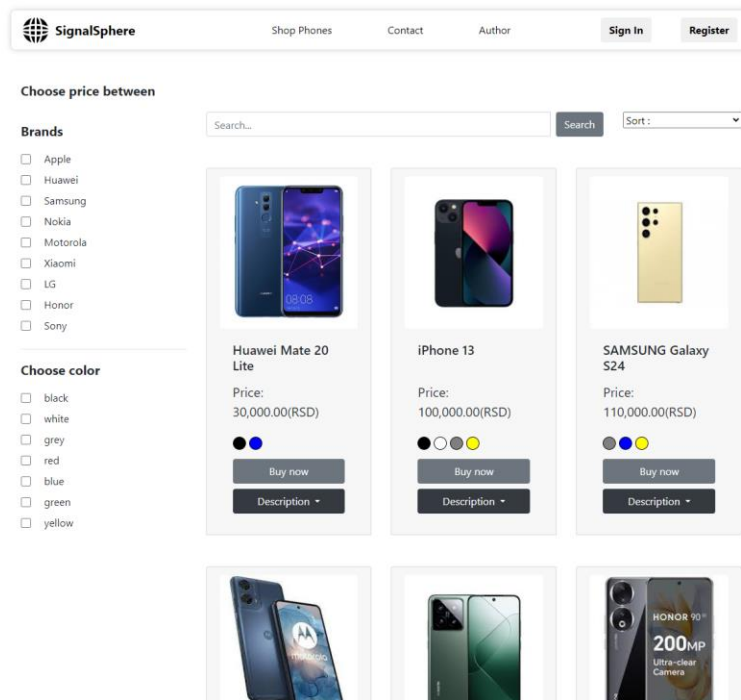 SignalSphere
Shop Phones
Contact
Author
Sign In
Register
Choose price between
Search...
Search
Sort :
Brands
Apple
Huawei
Samsung
Nokia
Motorola
Xiaomi
LG
Honor
Sony
Choose color
black
white
grey
red
blue
green
yellow
08:08
Huawei Mate 20
Lite
Price:
30,000.00(RSD)
Buy now
Description
iPhone 13
Price:
100,000.00(RSD)
Buy now
Description
SAMSUNG Galaxy
S24
Price:
110,000.00(RSD)
Buy now
Description
motorola
HONOR 90
200MP
Ultra-clear
Camera